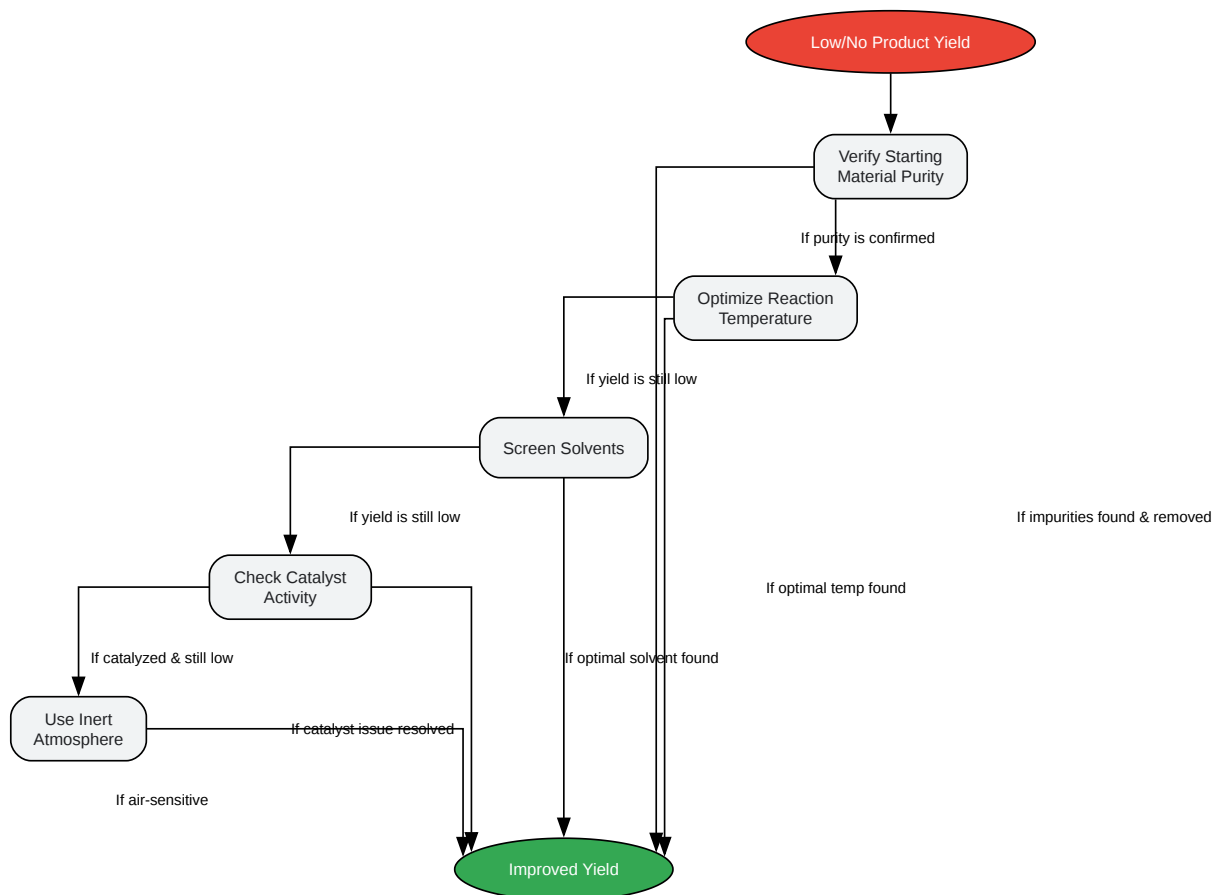 Low/No Product Yield
Verify Starting
Material Purity
If purity is confirmed
Optimize Reaction
Temperature
If yield is still low
Screen Solvents
If yield is still low
If impurities found & removed
Check Catalyst
Activity
If optimal temp found
If catalyzed & still low
If optimal solvent found
Use Inert
Atmosphere
If catalyst issue resolved
If air-sensitive
Improved Yield